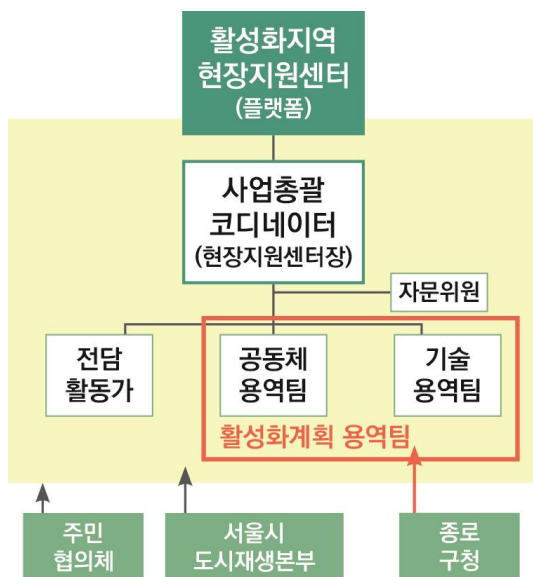 활성화지역
현장지원센터
(플랫폼)
사업총괄
코디네이터
(현장지원센터장)
자문위원
전담
활동가
공동체
용역팀
기술
용역팀
활성화계획 용역팀
주민
협의체
서울시
도시재생본부
종로
구청